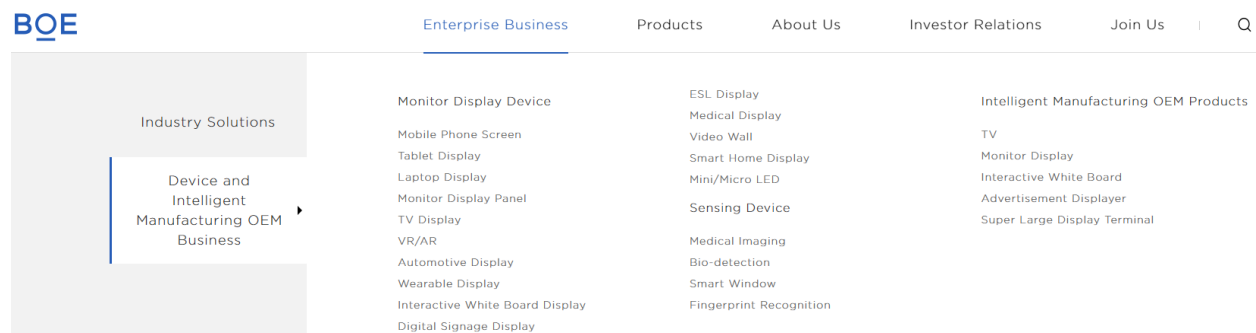 BOE
Enterprise Business
Products
About Us
Investor Relations
Join Us
Industry Solutions
Device and
Intelligent
Manufacturing OEM
Business
Monitor Display Device
Mobile Phone Screen
Tablet Display
Laptop Display
Monitor Display Panel
TV Display
VR/AR
Automotive Display
Wearable Display
Interactive White Board Display
Digital Signage Display
ESL Display
Medical Display
Video Wall
Smart Home Display
Mini/Micro LED
Sensing Device
Medical Imaging
Bio-detection
Smart Window
Fingerprint Recognition
Intelligent Manufacturing OEM Products
TV
Monitor Display
Interactive White Board
Advertisement Displayer
Super Large Display Terminal